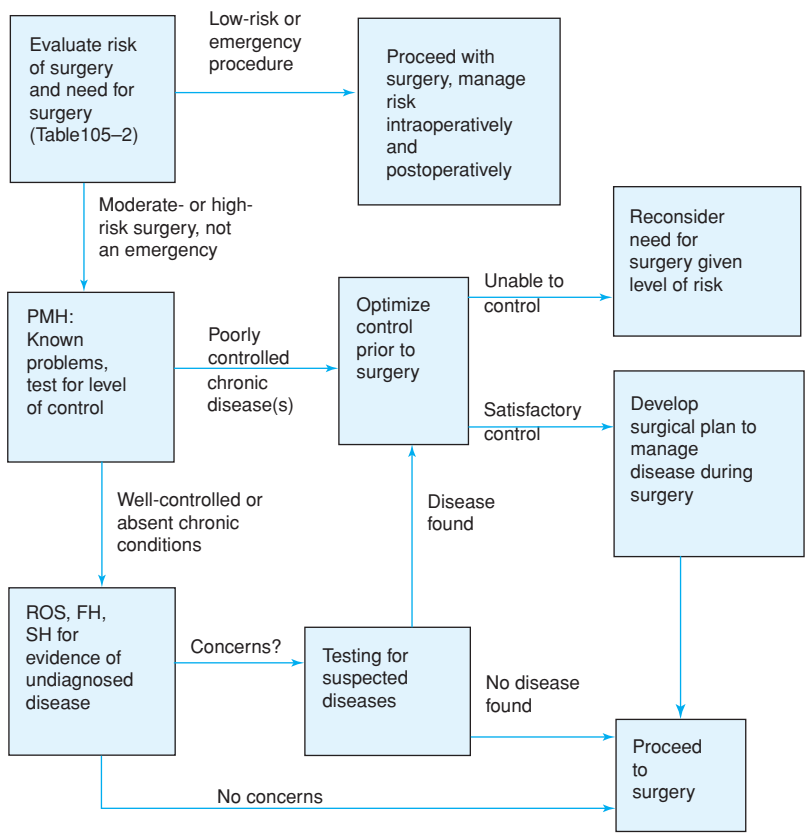 Evaluate risk
of surgery
and need for
surgery
(Table105–2)
Low-risk or
emergency
procedure
Proceed with
surgery, manage
risk
intraoperatively
and
postoperatively
Moderate- or high-
risk surgery, not
an emergency
PMH:
Known
problems,
test for level
of control
Poorly
controlled
chronic
disease(s)
Optimize
control
prior to
surgery
Unable to
control
Reconsider
need for
surgery given
level of risk
Satisfactory
control
Develop
surgical plan to
manage
disease during
surgery
Well-controlled or
absent chronic
conditions
Disease
found
ROS, FH,
SH for
evidence of
undiagnosed
disease
Concerns?
Testing for
suspected
diseases
No disease
found
Proceed
to
surgery
No concerns